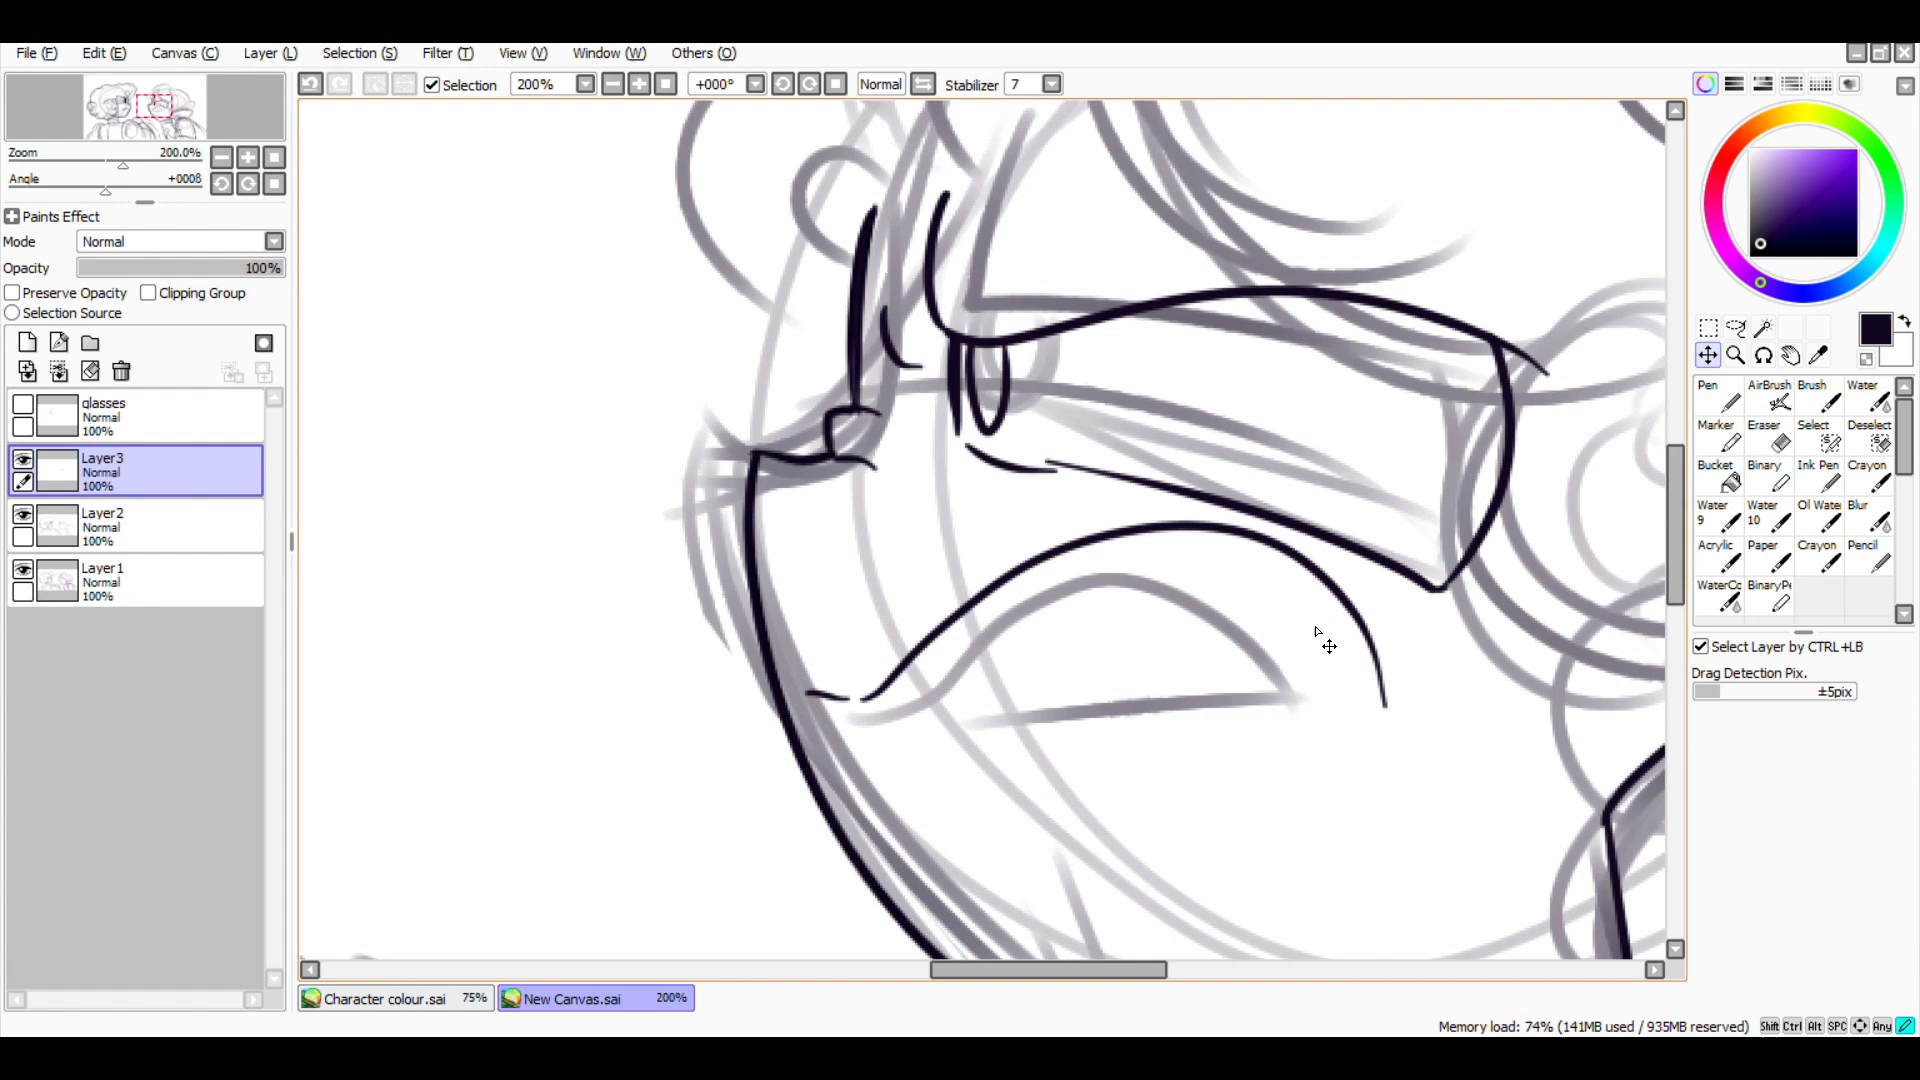 File (F) Edit (E) Canvas (C) Layer (L) Selection (S) Filter (T) View (V) Window (W) Others (O)
Selection 200% +000° Normal Stabilizer 7
Zoom 200.0%
Angle
Paints Effect
Mode Normal
Opacity 100%
Preserve Opacity Clipping Group
Selection Source
glasses
Normal
100%
Layer3
Normal
100%
Layer2
Normal
100%
Layer1
Normal
100%
Pen AirBrush Brush Water
Marker Eraser Select Deselect
Bucket Binary Ink Pen Crayon
Water 9 Water 10 Oil Wate Blur
Acrylic Paper Crayon Pencil
WaterCo BinaryPe
Select Layer by CTRL+LB
Drag Detection Pix.
±5pix
Character colour.sai 75% New Canvas.sai 200%
Memory load: 74% (141MB used / 935MB reserved) Shift Ctrl Alt SPC Any